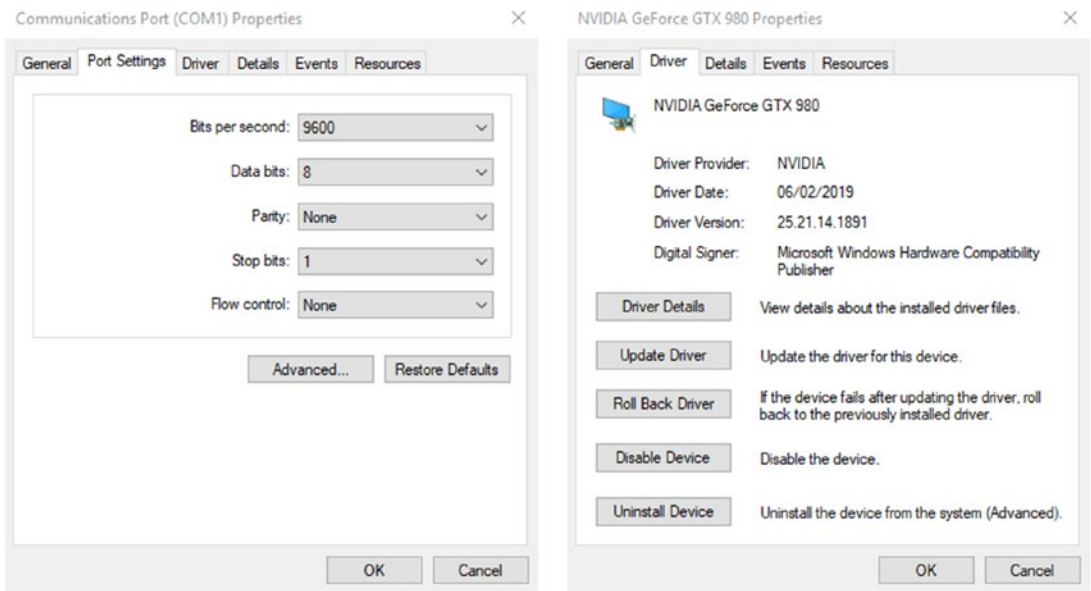 Communications Port (COM1) Properties
General Port Settings Driver Details Events Resources
Bits per second: 9600
Data bits: 8
Parity: None
Stop bits: 1
Flow control: None
Advanced... Restore Defaults
OK Cancel
NVIDIA GeForce GTX 980 Properties
General Driver Details Events Resources
NVIDIA GeForce GTX 980
Driver Provider: NVIDIA
Driver Date: 06/02/2019
Driver Version: 25.21.14.1891
Digital Signer: Microsoft Windows Hardware Compatibility
Publisher
Driver Details View details about the installed driver files.
Update Driver Update the driver for this device.
Roll Back Driver If the device fails after updating the driver, roll
back to the previously installed driver.
Disable Device Disable the device.
Uninstall Device Uninstall the device from the system (Advanced).
OK Cancel